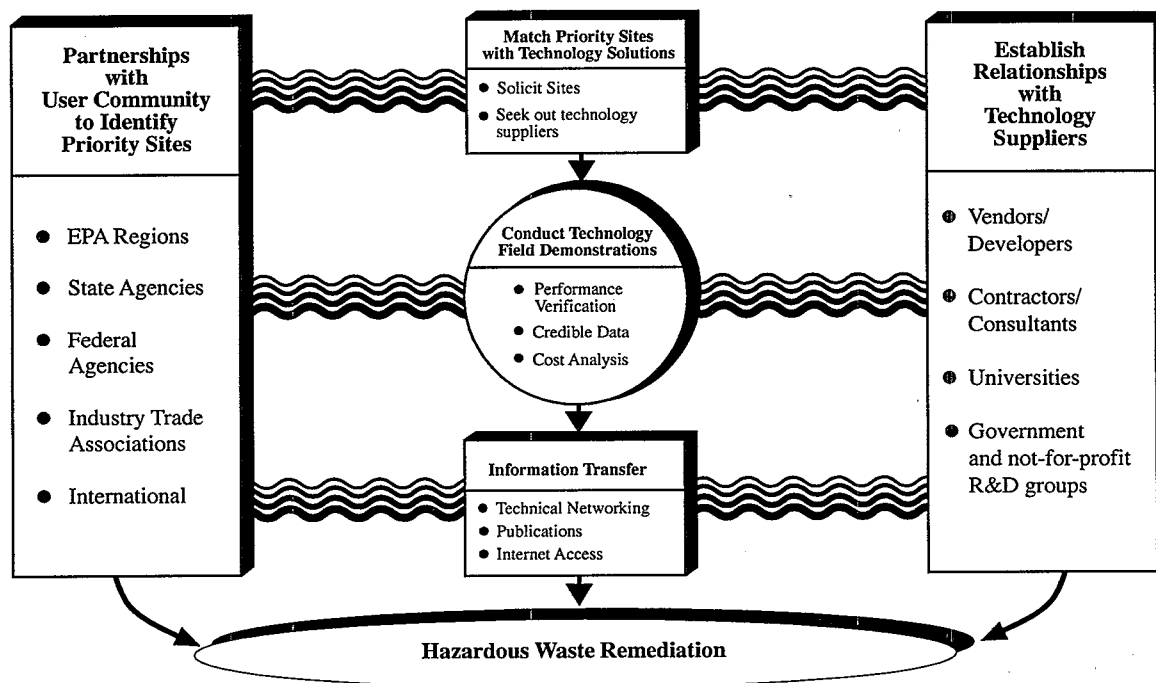 Partnerships
with
User Community
to Identify
Priority Sites
● EPA Regions
● State Agencies
● Federal
Agencies
● Industry Trade
Associations
● International
Match Priority Sites
with Technology Solutions
● Solicit Sites
● Seek out technology
suppliers
Conduct Technology
Field Demonstrations
● Performance
Verification
● Credible Data
● Cost Analysis
Information Transfer
● Technical Networking
● Publications
● Internet Access
Establish
Relationships
with
Technology
Suppliers
● Vendors/
Developers
● Contractors/
Consultants
● Universities
● Government
and not-for-profit
R&D groups
Hazardous Waste Remediation